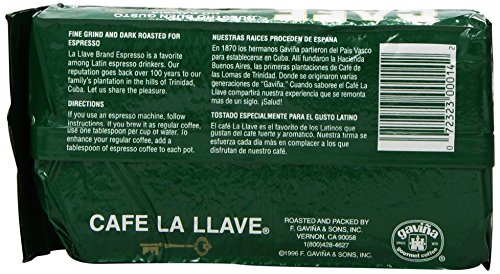 NUESTRO BUEN GUSTO
FINE GRIND AND DARK ROASTED FOR
ESPRESSO
La Llave Brand Espresso is a favorite
among Latin espresso drinkers. Our
reputation goes back over 100 years to our
family's plantation in the hills of Trinidad,
Cuba. Let us share the pleasure.
DIRECTIONS
If you use an espresso machine, follow
instructions. If you brew it as regular coffee,
use one tablespoon per cup of water. To
enhance your regular coffee, add a
tablespoon of espresso coffee to each pot.
NUESTRAS RAICES PROCEDEN DE ESPAÑA
En 1870 los hermanos Gaviña partieron del País Vasco
para establecerse en Cuba. Allí fundaron la Hacienda
Buenos Aires, las primeras plantaciones de Café de
las Lomas de Trinidad. Donde se originaron varias
generaciones de "Gaviña." Cuando saboree el Café La
Llave compartirá nuestra experiencia que se remonta
a mas de un siglo. ¡Salud!
TOSTADO ESPECIALMENTE PARA EL GUSTO LATINO
El café La Llave es el favorito de los Latinos que
gustan del café fuerte y aromático. Nuestra firma se
esfuerza cada día más en complacer a los que
disfrutan de nuestro café.
0 72323 00014 2
CAFE LA LLAVE®
ROASTED AND PACKED BY
F. GAVIÑA & SONS, INC.
VERNON, CA 90058
1(800)428-4627
©1996 F. GAVIÑA & SONS, INC.
gaviña
SINCE 1870
gourmet coffee